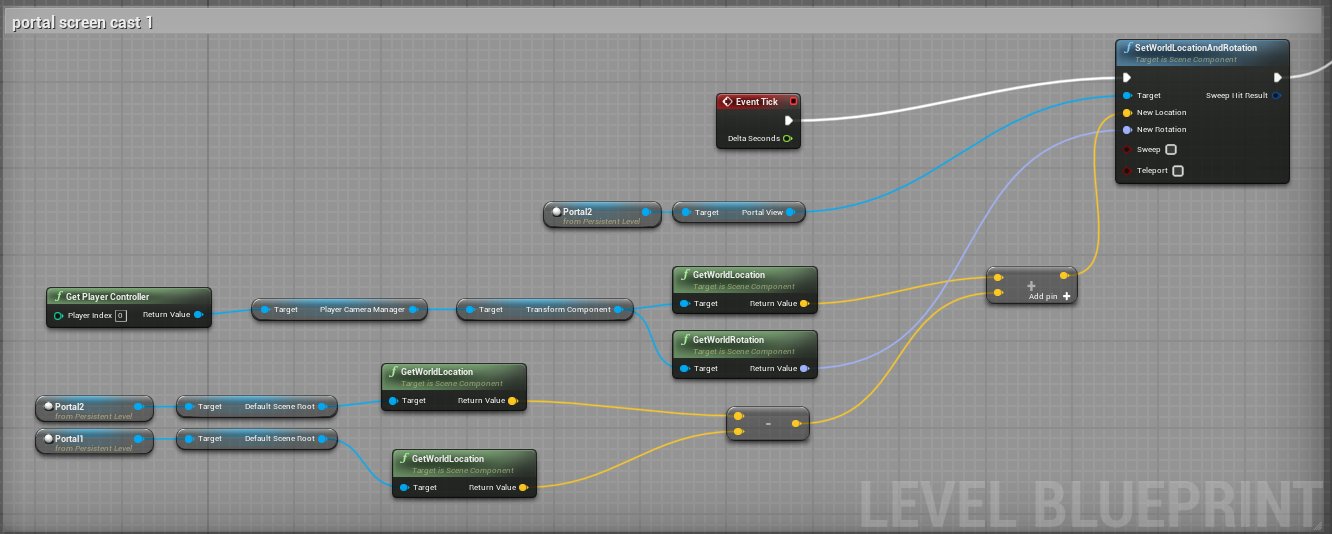 portal screen cast 1
SetWorldLocationAndRotation
Target is Scene Component
Target
Sweep Hit Result
New Location
New Rotation
Sweep
Teleport
Event Tick
Delta Seconds
Portal2
from Persistent Level
Target
Portal View
GetWorldLocation
Target is Scene Component
Target
Return Value
Add pin
Get Player Controller
Player Index 0
Return Value
Target
Player Camera Manager
Target
Transform Component
GetWorldRotation
Target is Scene Component
Target
Return Value
GetWorldLocation
Target is Scene Component
Target
Return Value
Portal2
from Persistent Level
Target
Default Scene Root
Portal1
from Persistent Level
Target
Default Scene Root
GetWorldLocation
Target is Scene Component
Target
Return Value
LEVEL BLUEPRINT